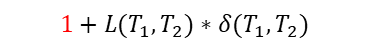 1 + L(T₁, T₂) * δ(T₁, T₂)